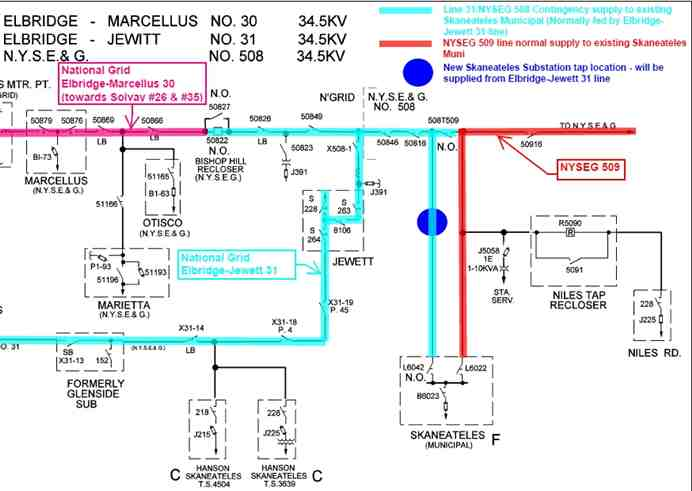 ELBRIDGE - MARCELLUS NO. 30 34.5KV
ELBRIDGE - JEWITT NO. 31 34.5KV
N.Y.S.E.& G. NO. 508 34.5KV
Line 31/NYSEG 508 Contingency supply to existing
Skaneateles Municipal (Normally fed by Elbridge-
Jewett 31-line)
NYSEG 509 line normal supply to existing Skaneateles
Muni
New Skaneateles Substation tap location - will be
supplied from Elbridge-Jewett 31 line
S MTR. PT.
GRID)
National Grid
Elbridge-Marcellus 30
(towards Solvay #26 & #35)
N.O.
50827
N'GRID
N.Y.S.E.& G.
NO. 508
50879
50876
50869
LB
50866
LB
50822
N.O.
BISHOP HILL
RECLOSER
(N.Y.S.E G.)
50826
LB
50849
50823
J391
X508-1
J391
50846
50816
508T509
N.O.
TO N.Y.S.E & G.
50916
NYSEG 509
BI-73
MARCELLUS
(N.Y.S.E & G.)
51165
B1-63
OTISCO
(N.Y.S.E & G.)
51166
P1-93
51196
51193
MARIETTA
(N.Y.S.E & G.)
S
228
S
263
S
264
8106
JEWETT
National Grid
Elbridge-Jewett 31
J5058
1E
1-10KVA
STA.
SERV.
R5090
R
5091
NILES TAP
RECLOSER
228
J225
NILES RD.
X31-19
P. 45
X31-14
LB
X31-18
P. 4
O. 31
SB
X31-13
152
(N.Y.S.E & G.)
FORMERLY
GLENSIDE
SUB
L6042
N.O.
L6022
B6023
SKANEATELES
(MUNICIPAL)
F
218
J215
228
J225
C
HANSON
SKANEATELES
T.S.4504
HANSON
SKANEATELES
T.S.3639
C